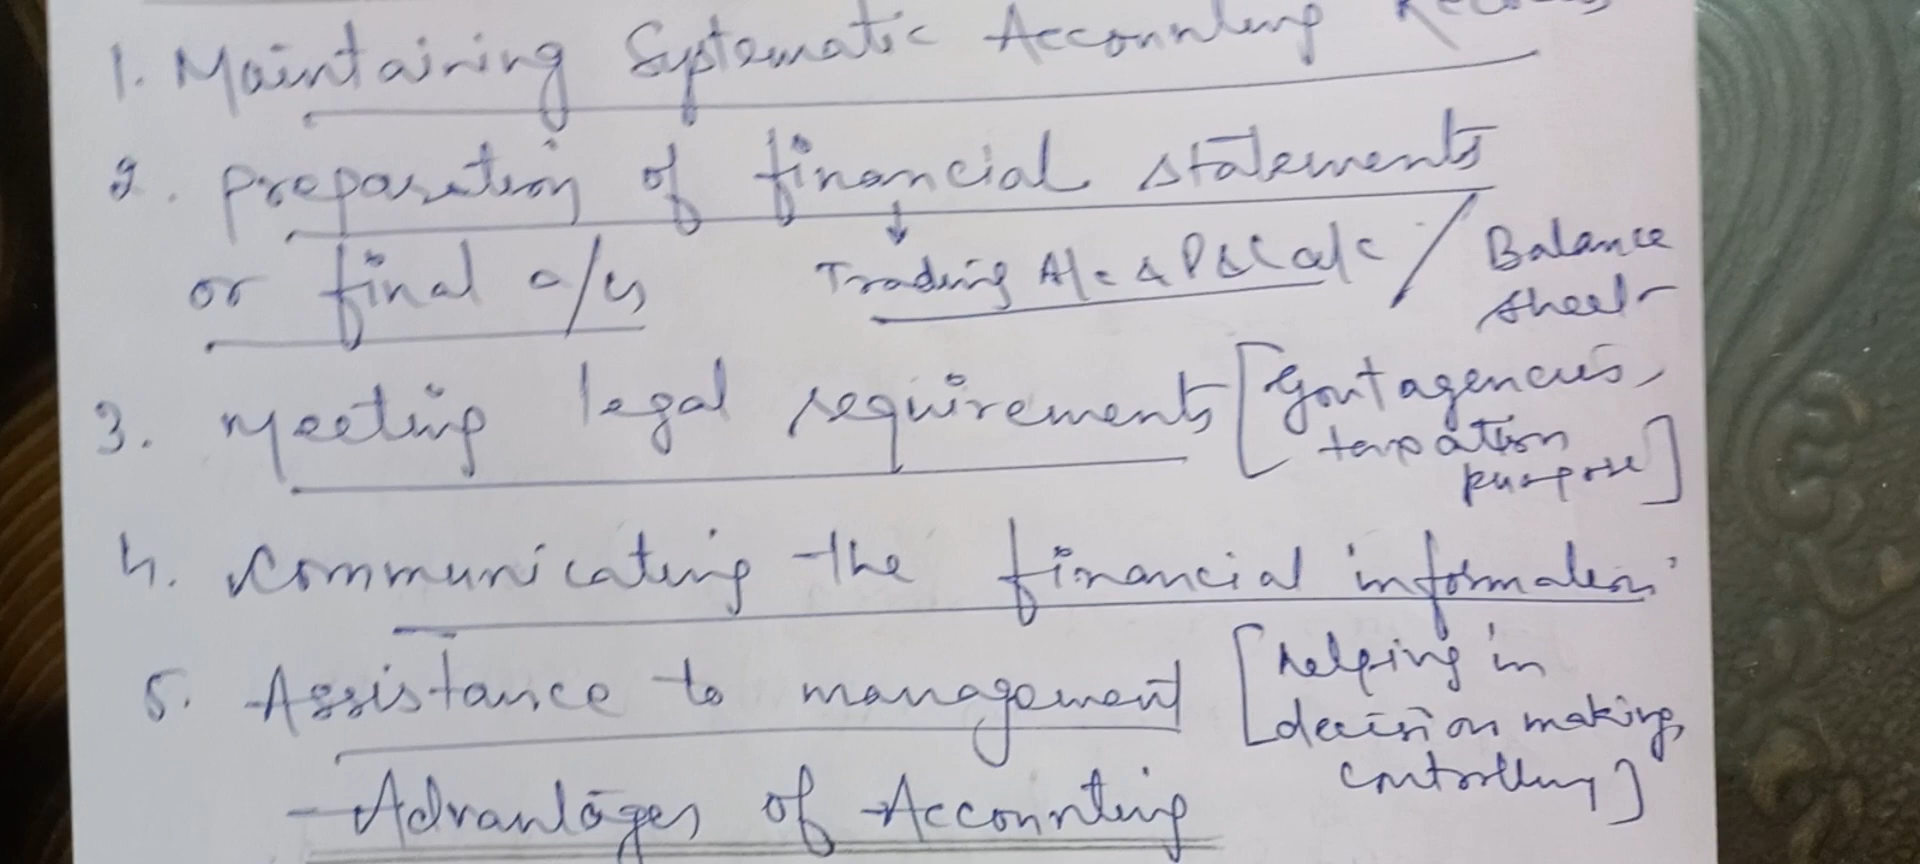 1. Maintaining Systematic Accounting Records
2. preparation of financial statements
or final a/cs Trading A/c & P&L a/c / Balance
sheet
3. Meeting legal requirements [Govt agencies,
taxation
purpose]
4. Communicating the financial information
5. Assistance to management [helping in
decision making,
controlling]
- Advantages of Accounting